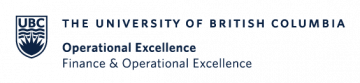 UBC
THE UNIVERSITY OF BRITISH COLUMBIA
Operational Excellence
Finance & Operational Excellence